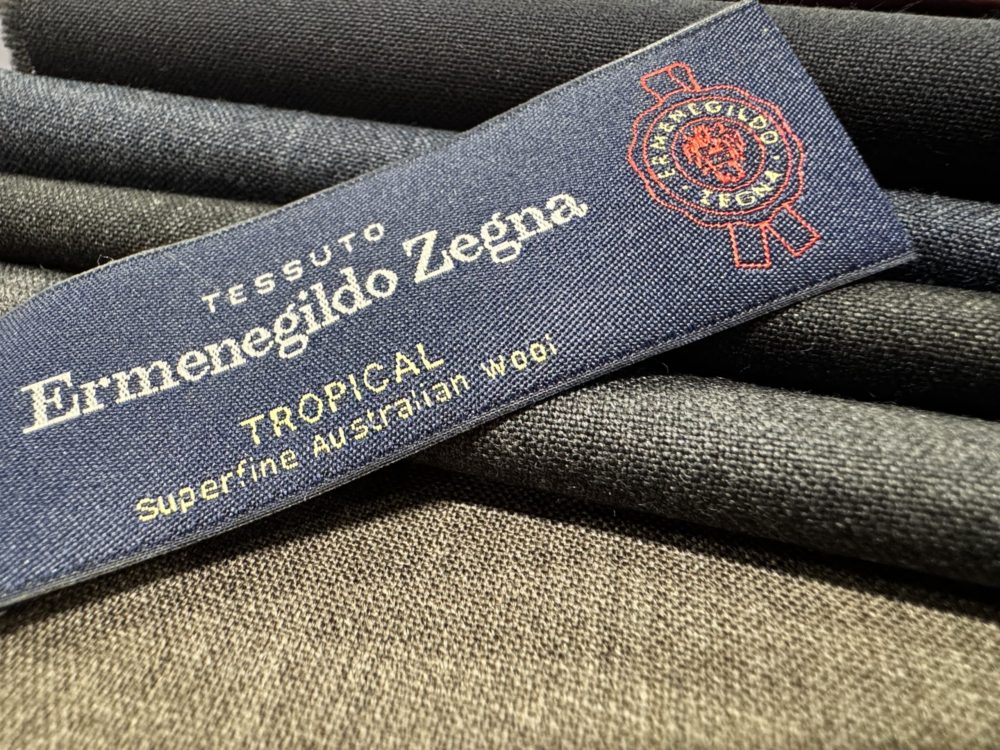 TESSUTO
Ermenegildo Zegna
TROPICAL
Superfine Australian Wool
ERMENEGILDO
ZEGNA